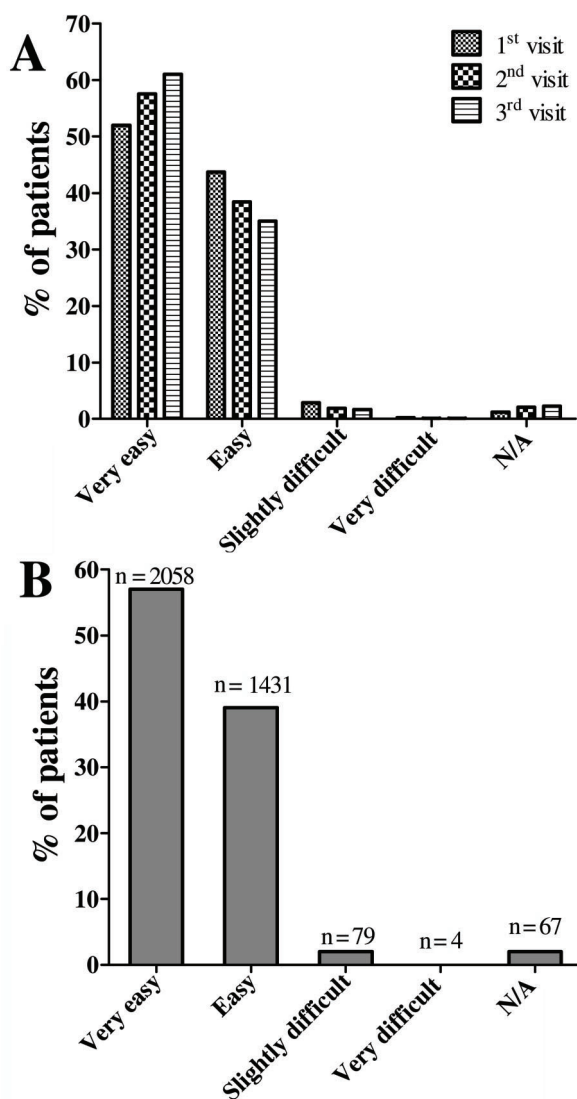 A
1st visit
2nd visit
3rd visit
% of patients
70
60
50
40
30
20
10
0
Very easy
Easy
Slightly difficult
Very difficult
N/A
B
% of patients
60
50
40
30
20
10
0
n = 2058
n = 1431
n = 79
n = 4
n = 67
Very easy
Easy
Slightly difficult
Very difficult
N/A